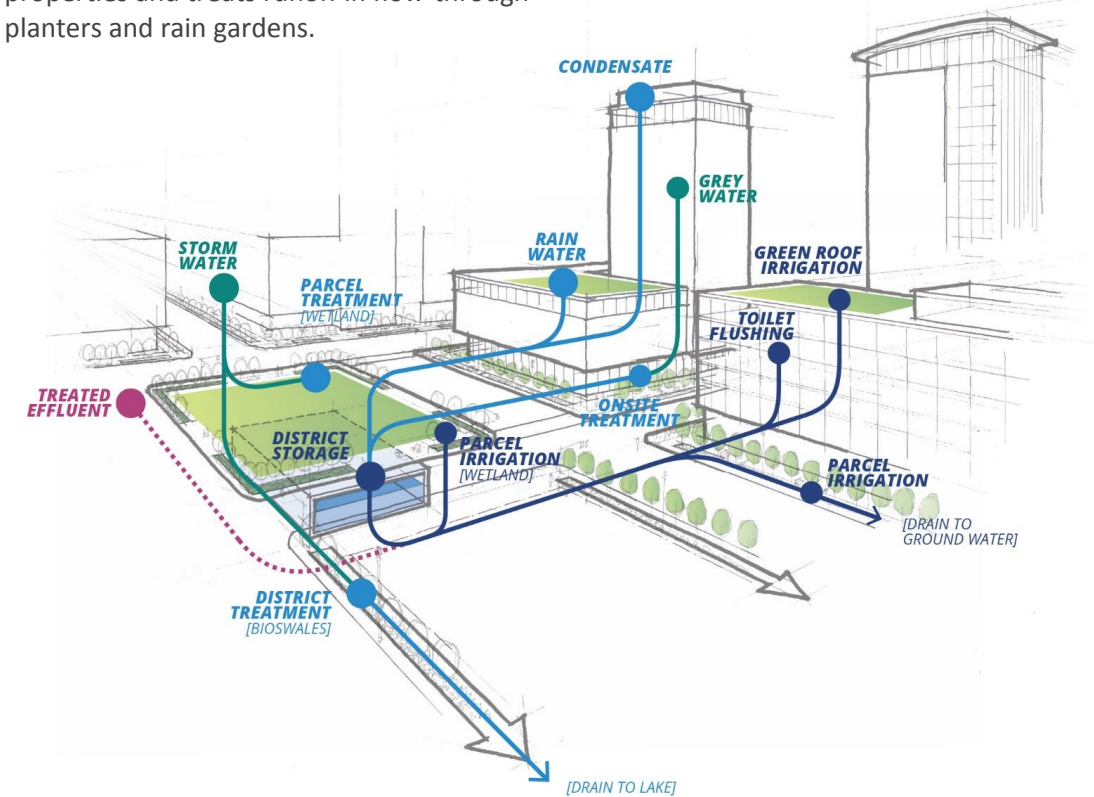 planters and rain gardens.
CONDENSATE
GREY
WATER
RAIN
WATER
STORM
WATER
GREEN ROOF
IRRIGATION
PARCEL
TREATMENT
[WETLAND]
TOILET
FLUSHING
TREATED
EFFLUENT
ONSITE
TREATMENT
DISTRICT
STORAGE
PARCEL
IRRIGATION
[WETLAND]
PARCEL
IRRIGATION
[DRAIN TO
GROUND WATER]
DISTRICT
TREATMENT
[BIOSWALES]
[DRAIN TO LAKE]